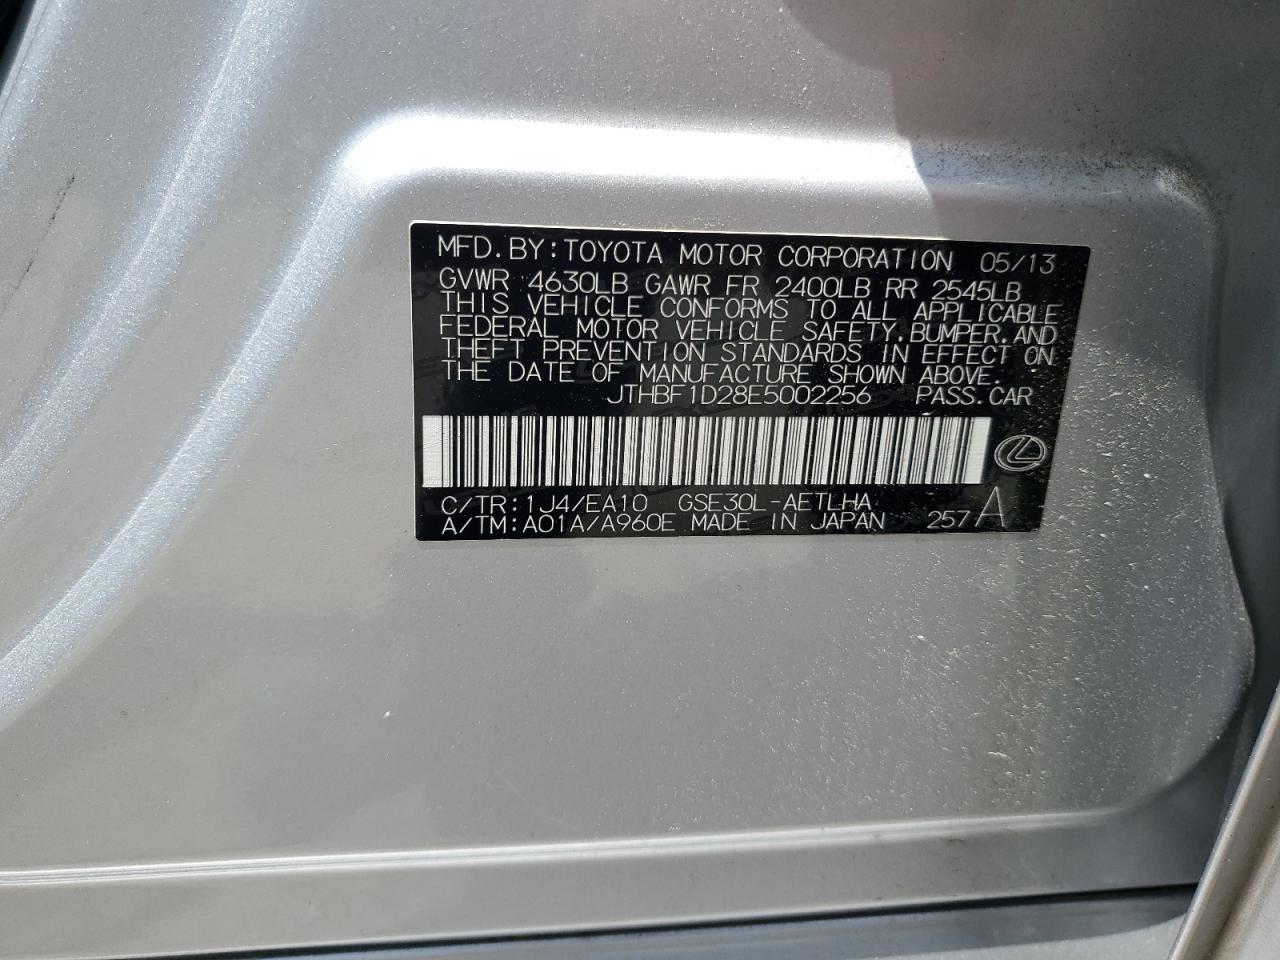 MFD.BY:TOYOTA MOTOR CORPORATION 05/13
GVWR 4630LB GAWR FR 2400LB RR 2545LB
THIS VEHICLE CONFORMS TO ALL APPLICABLE
FEDERAL MOTOR VEHICLE SAFETY,BUMPER,AND
THEFT PREVENTION STANDARDS IN EFFECT ON
THE DATE OF MANUFACTURE SHOWN ABOVE.
JTHBF1D28E5002256 PASS.CAR
C/TR:1J4/EA10 GSE30L-AETLHA
A/TM:A01A/A960E MADE IN JAPAN 257A